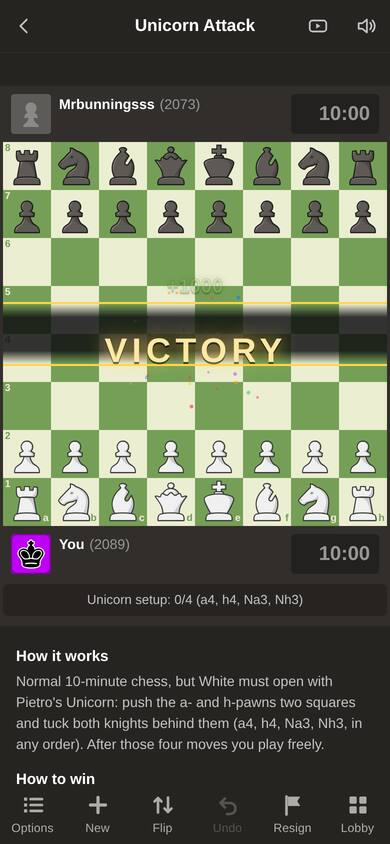 Unicorn Attack
Mrbunningsss (2073)
10:00
8
7
6
+1000
5
4
VICTORY
3
2
1
a b c d e f g h
You (2089)
10:00
Unicorn setup: 0/4 (a4, h4, Na3, Nh3)
How it works
Normal 10-minute chess, but White must open with
Pietro's Unicorn: push the a- and h-pawns two squares
and tuck both knights behind them (a4, h4, Na3, Nh3, in
any order). After those four moves you play freely.
How to win
Options New Flip Undo Resign Lobby